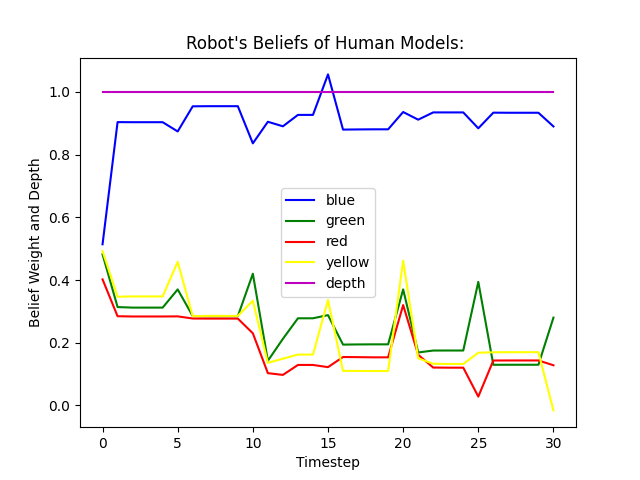 Robot's Beliefs of Human Models:
Belief Weight and Depth
1.0
0.8
0.6
0.4
0.2
0.0
blue
green
red
yellow
depth
0 5 10 15 20 25 30
Timestep